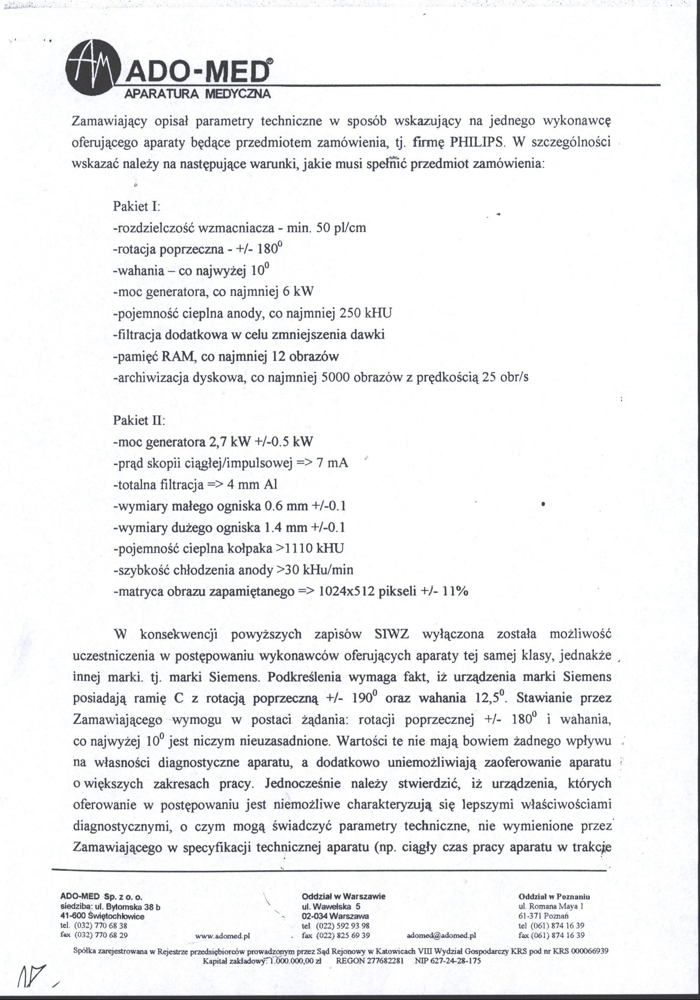 AM ADO-MED®
APARATURA MEDYCZNA
Zamawiający opisał parametry techniczne w sposób wskazujący na jednego wykonawcę
oferującego aparaty będące przedmiotem zamówienia, tj. firmę PHILIPS. W szczególności
wskazać należy na następujące warunki, jakie musi spełnić przedmiot zamówienia:
Pakiet I:
-rozdzielczość wzmacniacza - min. 50 pl/cm
-rotacja poprzeczna - +/- 180⁰
-wahania – co najwyżej 10⁰
-moc generatora, co najmniej 6 kW
-pojemność cieplna anody, co najmniej 250 kHU
-filtracja dodatkowa w celu zmniejszenia dawki
-pamięć RAM, co najmniej 12 obrazów
-archiwizacja dyskowa, co najmniej 5000 obrazów z prędkością 25 obr/s
Pakiet II:
-moc generatora 2,7 kW +/-0.5 kW
-prąd skopii ciągłej/impulsowej => 7 mA
-totalna filtracja => 4 mm Al
-wymiary małego ogniska 0.6 mm +/-0.1
-wymiary dużego ogniska 1.4 mm +/-0.1
-pojemność cieplna kołpaka >1110 kHU
-szybkość chłodzenia anody >30 kHu/min
-matryca obrazu zapamiętanego => 1024x512 pikseli +/- 11%
W konsekwencji powyższych zapisów SIWZ wyłączona została możliwość
uczestniczenia w postępowaniu wykonawców oferujących aparaty tej samej klasy, jednakże
innej marki. tj. marki Siemens. Podkreślenia wymaga fakt, iż urządzenia marki Siemens
posiadają ramię C z rotacją poprzeczną +/- 190⁰ oraz wahania 12,5⁰. Stawianie przez
Zamawiającego wymogu w postaci żądania: rotacji poprzecznej +/- 180⁰ i wahania,
co najwyżej 10⁰ jest niczym nieuzasadnione. Wartości te nie mają bowiem żadnego wpływu
na własności diagnostyczne aparatu, a dodatkowo uniemożliwiają zaoferowanie aparatu
o większych zakresach pracy. Jednocześnie należy stwierdzić, iż urządzenia, których
oferowanie w postępowaniu jest niemożliwe charakteryzują się lepszymi właściwościami
diagnostycznymi, o czym mogą świadczyć parametry techniczne, nie wymienione przez
Zamawiającego w specyfikacji technicznej aparatu (np. ciągły czas pracy aparatu w trakcie
ADO-MED Sp. z o. o.
siedziba: ul. Bytomska 38 b
41-600 Świętochłowice
tel. (032) 770 68 38
fax (032) 770 68 29
www.adomed.pl
Oddział w Warszawie
ul. Wawelska 5
02-034 Warszawa
tel (022) 592 93 98
fax (022) 825 69 39
adomed@adomed.pl
Oddział w Poznaniu
ul. Romana Maya 1
61-371 Poznań
tel (061) 874 16 39
fax (061) 874 16 39
Spółka zarejestrowana w Rejestrze przedsiębiorców prowadzonym przez Sąd Rejonowy w Katowicach VIII Wydział Gospodarczy KRS pod nr KRS 000066939
Kapitał zakładowy: 1.000.000,00 zł REGON 277682281 NIP 627-24-28-175